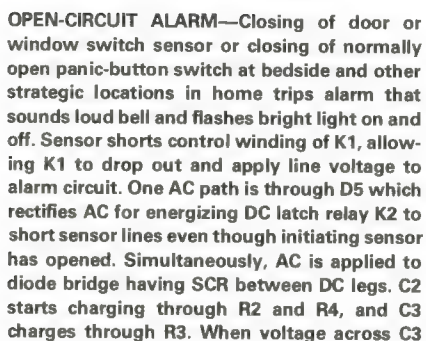 OPEN-CIRCUIT ALARM—Closing of door or
window switch sensor or closing of normally
open panic-button switch at bedside and other
strategic locations in home trips alarm that
sounds loud bell and flashes bright light on and
off. Sensor shorts control winding of K1, allow-
ing K1 to drop out and apply line voltage to
alarm circuit. One AC path is through D5 which
rectifies AC for energizing DC latch relay K2 to
short sensor lines even though initiating sensor
has opened. Simultaneously, AC is applied to
diode bridge having SCR between DC legs. C2
starts charging through R2 and R4, and C3
charges through R3. When voltage across C3